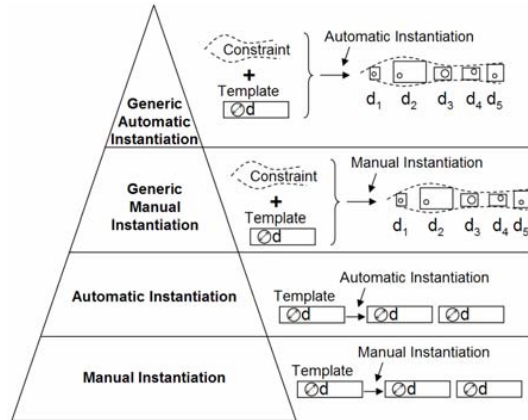 Generic
Automatic
Instantiation
Constraint
+
Template
∅d
Automatic Instantiation
d1 d2 d3 d4 d5
Generic
Manual
Instantiation
Constraint
+
Template
∅d
Manual Instantiation
d1 d2 d3 d4 d5
Automatic Instantiation
Template
∅d
Automatic Instantiation
∅d ∅d
Manual Instantiation
Template
∅d
Manual Instantiation
∅d ∅d